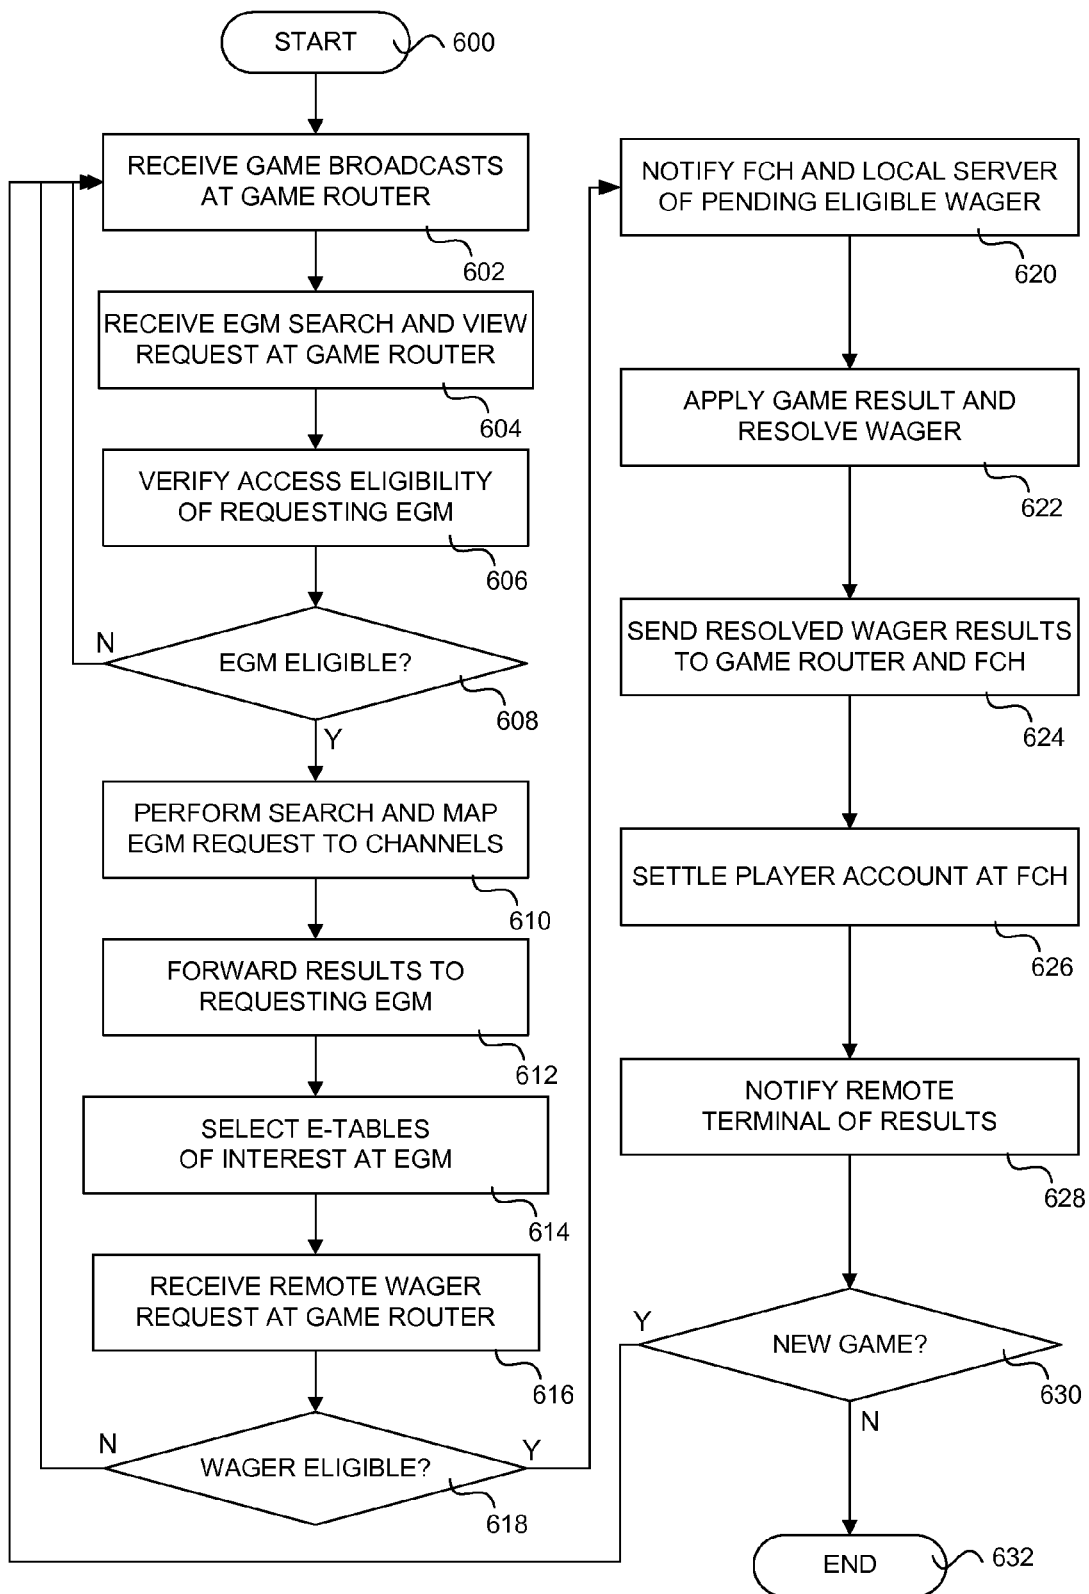 START
600
RECEIVE GAME BROADCASTS
AT GAME ROUTER
602
RECEIVE EGM SEARCH AND VIEW
REQUEST AT GAME ROUTER
604
VERIFY ACCESS ELIGIBILITY
OF REQUESTING EGM
606
N
EGM ELIGIBLE?
608
Y
PERFORM SEARCH AND MAP
EGM REQUEST TO CHANNELS
610
FORWARD RESULTS TO
REQUESTING EGM
612
SELECT E-TABLES
OF INTEREST AT EGM
614
RECEIVE REMOTE WAGER
REQUEST AT GAME ROUTER
616
N
WAGER ELIGIBLE?
Y
618
NOTIFY FCH AND LOCAL SERVER
OF PENDING ELIGIBLE WAGER
620
APPLY GAME RESULT AND
RESOLVE WAGER
622
SEND RESOLVED WAGER RESULTS
TO GAME ROUTER AND FCH
624
SETTLE PLAYER ACCOUNT AT FCH
626
NOTIFY REMOTE
TERMINAL OF RESULTS
628
Y
NEW GAME?
630
N
END
632